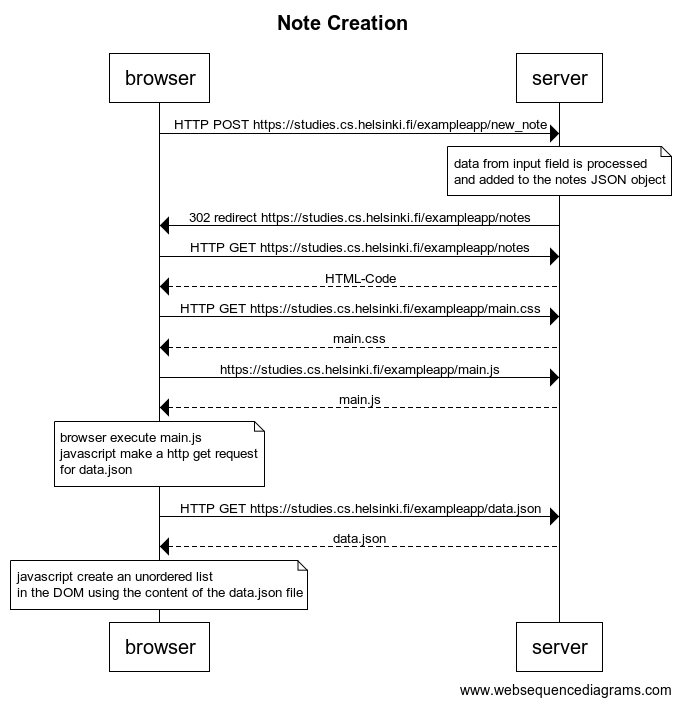 Note Creation
browser
server
HTTP POST https://studies.cs.helsinki.fi/exampleapp/new_note
data from input field is processed
and added to the notes JSON object
302 redirect https://studies.cs.helsinki.fi/exampleapp/notes
HTTP GET https://studies.cs.helsinki.fi/exampleapp/notes
HTML-Code
HTTP GET https://studies.cs.helsinki.fi/exampleapp/main.css
main.css
https://studies.cs.helsinki.fi/exampleapp/main.js
main.js
browser execute main.js
javascript make a http get request
for data.json
HTTP GET https://studies.cs.helsinki.fi/exampleapp/data.json
data.json
javascript create an unordered list
in the DOM using the content of the data.json file
browser
server
www.websequencediagrams.com